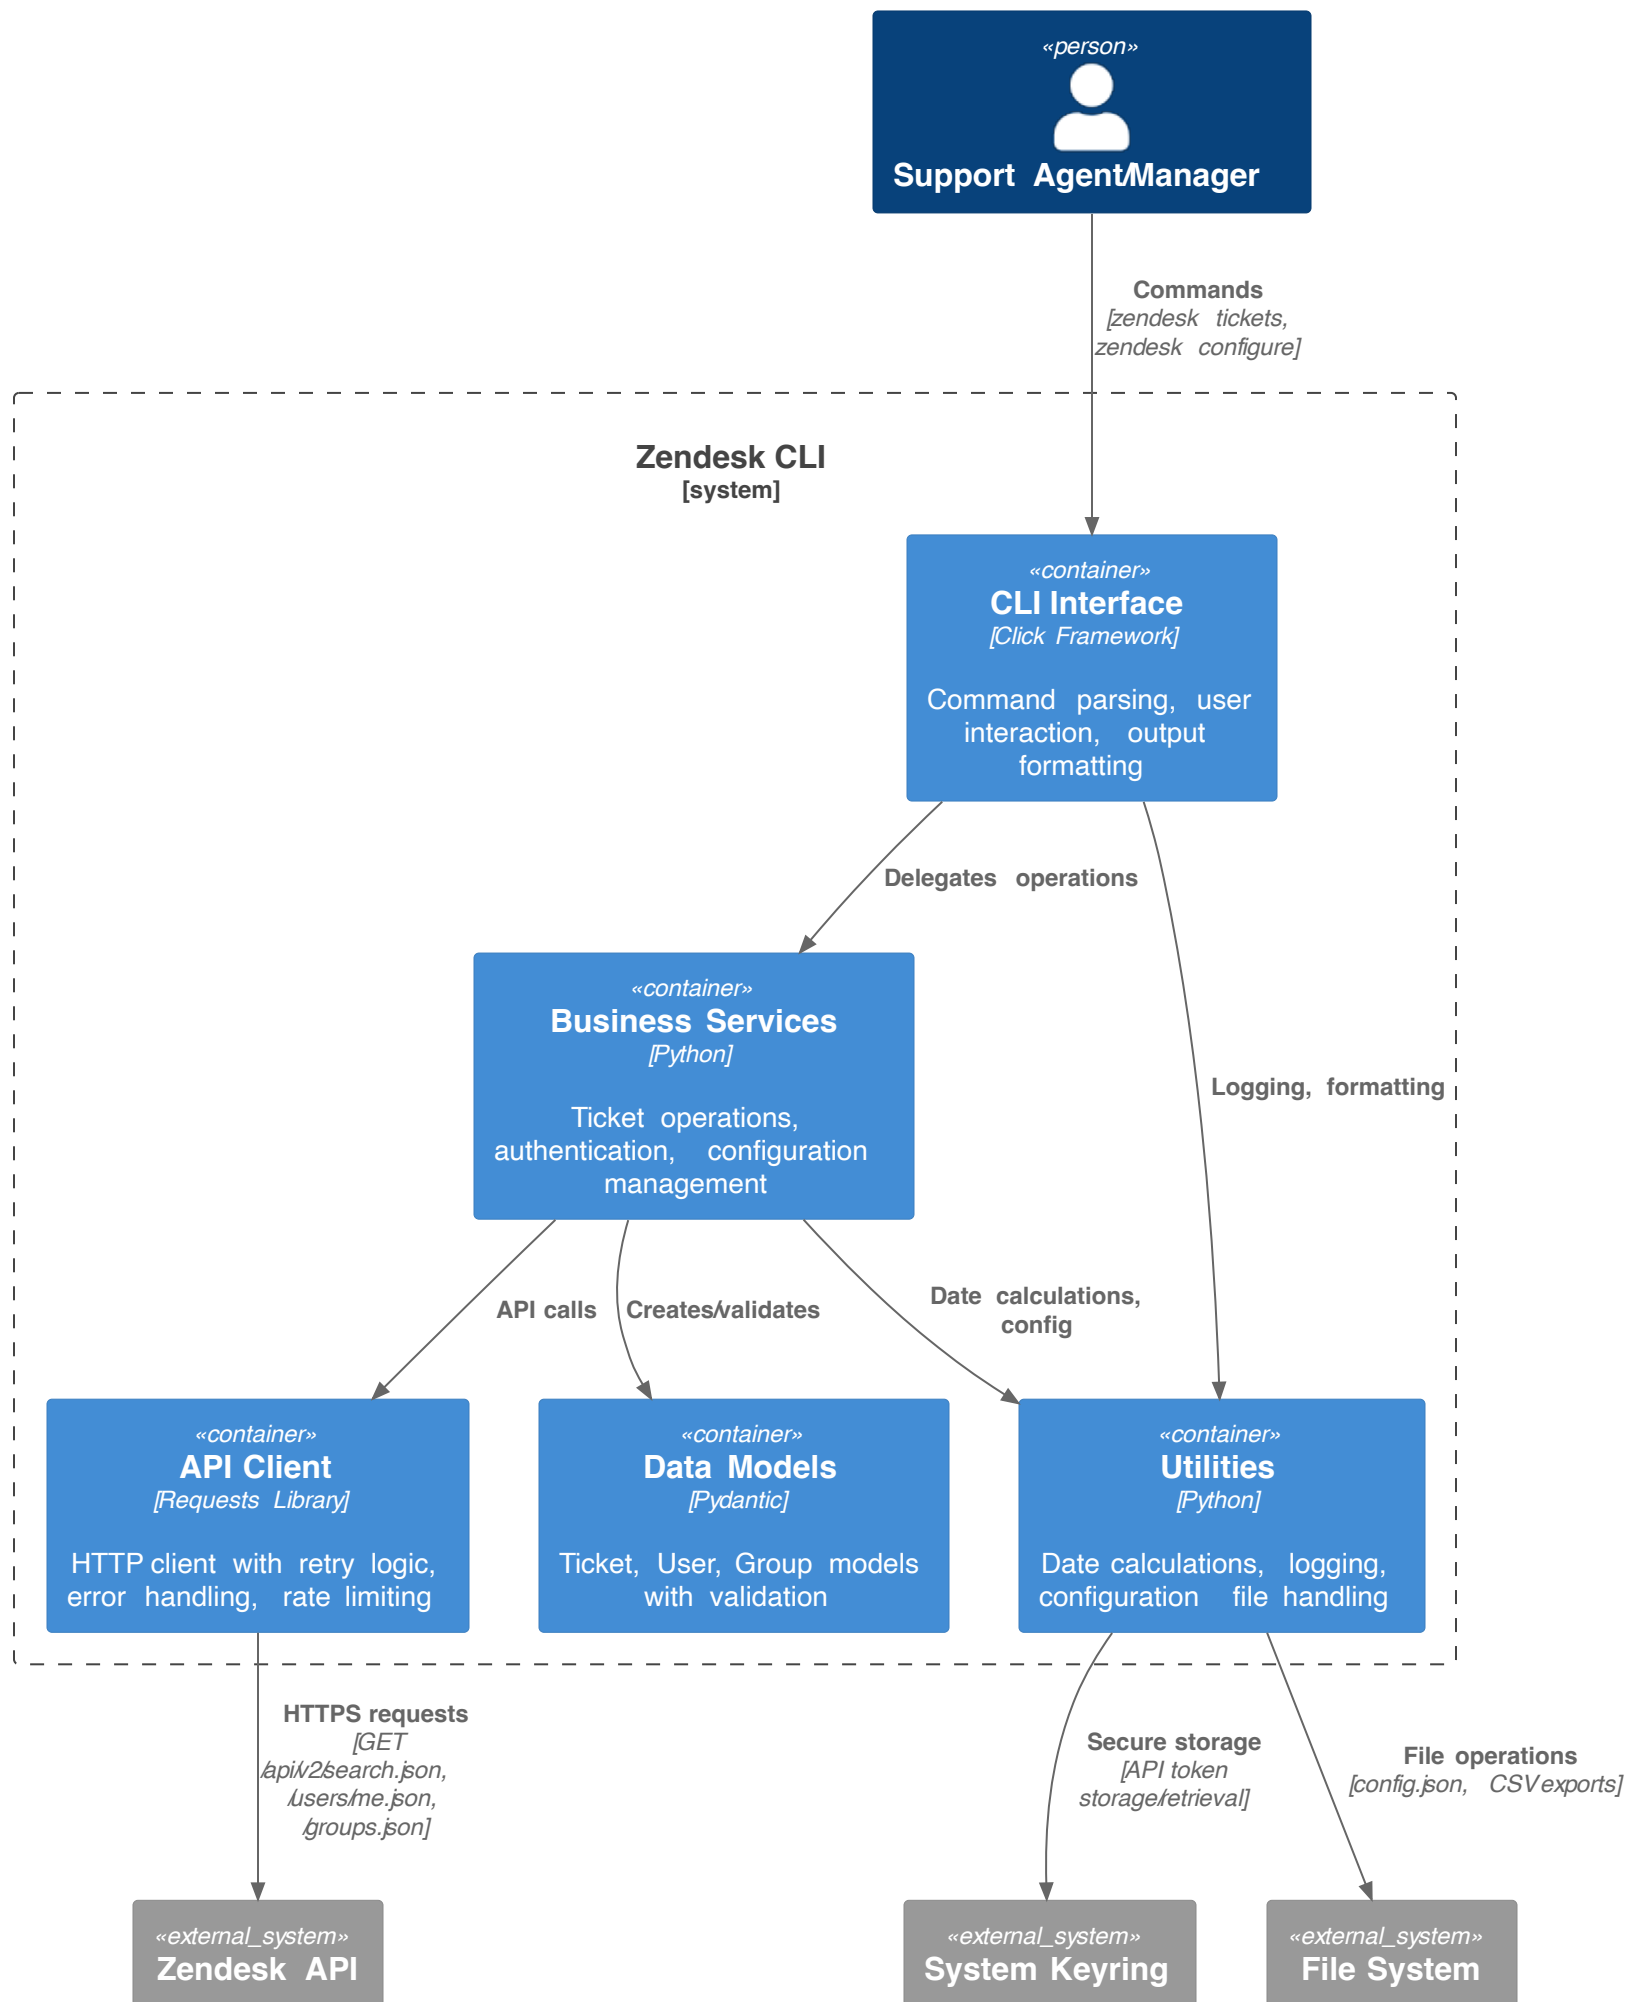 «person»
Support Agent/Manager
Commands
[zendesk tickets,
zendesk configure]
Zendesk CLI
[system]
«container»
CLI Interface
[Click Framework]
Command parsing, user
interaction, output
formatting
Delegates operations
Logging, formatting
«container»
Business Services
[Python]
Ticket operations,
authentication, configuration
management
API calls
Creates/validates
Date calculations,
config
«container»
API Client
[Requests Library]
HTTP client with retry logic,
error handling, rate limiting
«container»
Data Models
[Pydantic]
Ticket, User, Group models
with validation
«container»
Utilities
[Python]
Date calculations, logging,
configuration file handling
HTTPS requests
[GET
/api/v2/search.json,
/users/me.json,
/groups.json]
Secure storage
[API token
storage/retrieval]
File operations
[config.json, CSV exports]
«external_system»
Zendesk API
«external_system»
System Keyring
«external_system»
File System